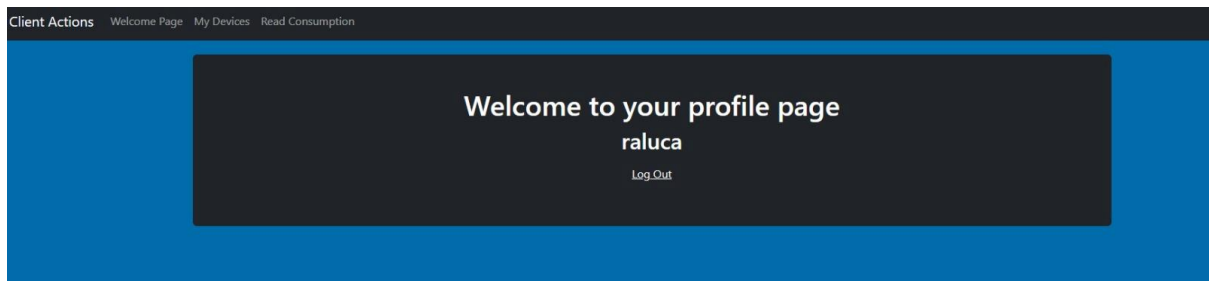 Client Actions Welcome Page My Devices Read Consumption
Welcome to your profile page
raluca
Log Out